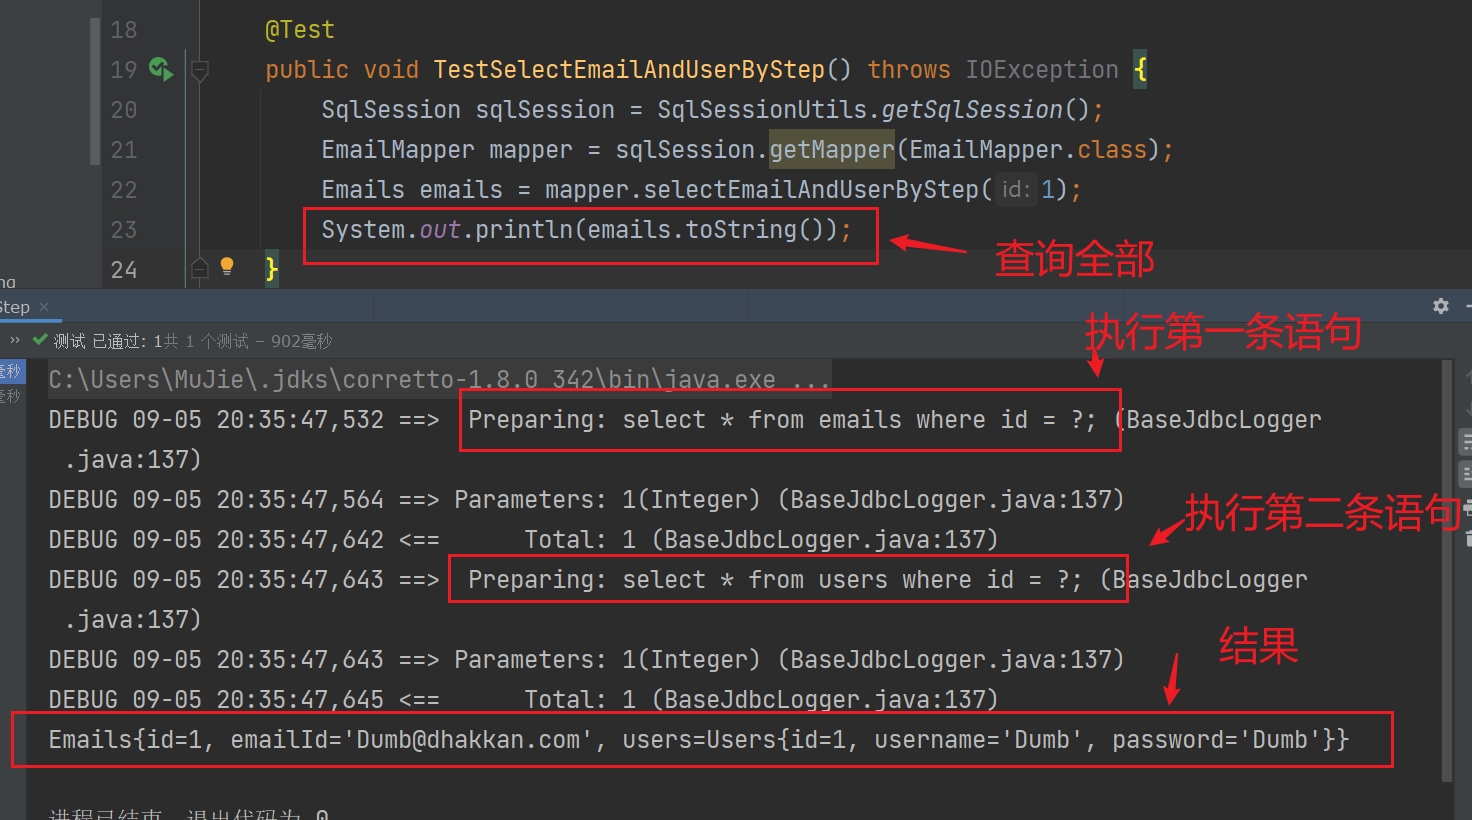 18 @Test
19 public void TestSelectEmailAndUserByStep() throws IOException {
20 SqlSession sqlSession = SqlSessionUtils.getSqlSession();
21 EmailMapper mapper = sqlSession.getMapper(EmailMapper.class);
22 Emails emails = mapper.selectEmailAndUserByStep( id: 1);
23 System.out.println(emails.toString());
查询全部
24 }
ng
Step ×
执行第一条语句
›› 测试 已通过: 1共 1 个测试 – 902毫秒
毫秒
毫秒
C:\Users\MuJie\.jdks\corretto-1.8.0_342\bin\java.exe ...
DEBUG 09-05 20:35:47,532 ==>  Preparing: select * from emails where id = ?; (BaseJdbcLogger
.java:137)
DEBUG 09-05 20:35:47,564 ==> Parameters: 1(Integer) (BaseJdbcLogger.java:137)
执行第二条语句
DEBUG 09-05 20:35:47,642 <==      Total: 1 (BaseJdbcLogger.java:137)
DEBUG 09-05 20:35:47,643 ==>  Preparing: select * from users where id = ?; (BaseJdbcLogger
.java:137)
结果
DEBUG 09-05 20:35:47,643 ==> Parameters: 1(Integer) (BaseJdbcLogger.java:137)
DEBUG 09-05 20:35:47,645 <==      Total: 1 (BaseJdbcLogger.java:137)
Emails{id=1, emailId='Dumb@dhakkan.com', users=Users{id=1, username='Dumb', password='Dumb'}}
进程已结束，退出代码为 0